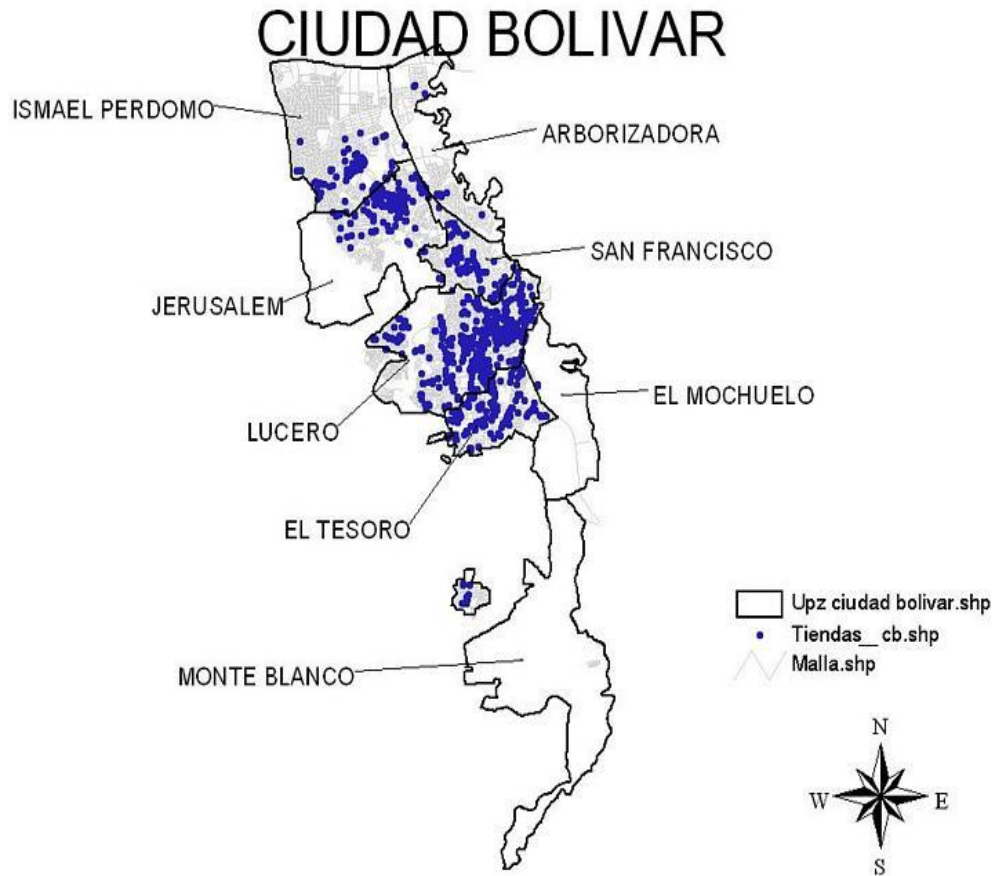 CIUDAD BOLIVAR
ISMAEL PERDOMO
ARBORIZADORA
SAN FRANCISCO
JERUSALEM
EL MOCHUELO
LUCERO
EL TESORO
MONTE BLANCO
Upz ciudad bolivar.shp
Tiendas__ cb.shp
Malla.shp
N
W
E
S